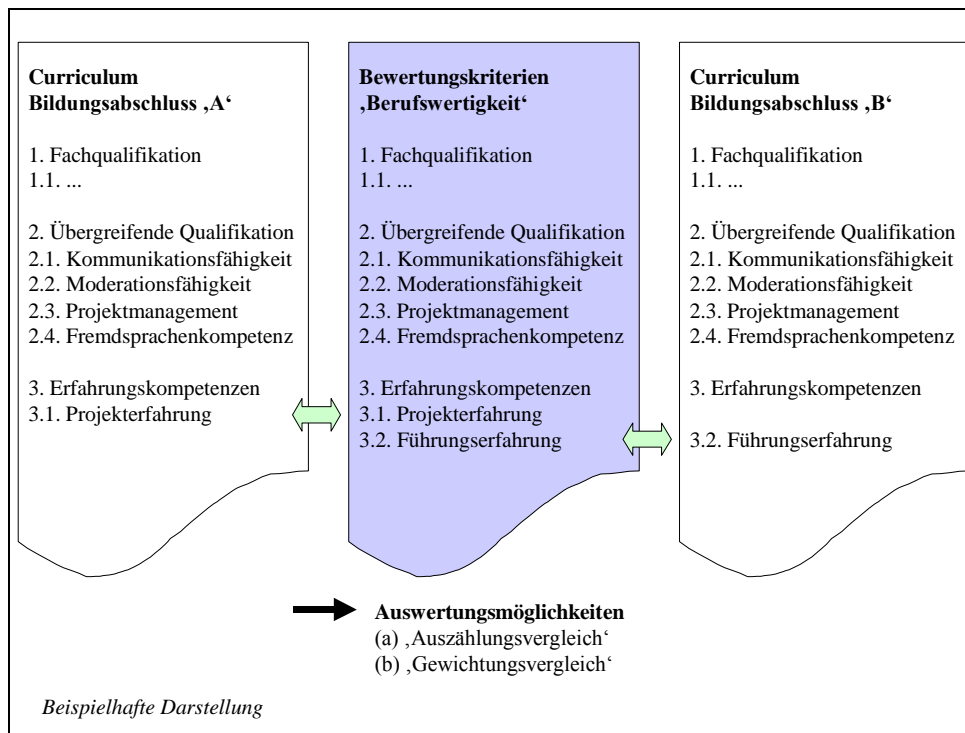 Curriculum
Bildungsabschluss ‚A‘
1. Fachqualifikation
1.1. ...
2. Übergreifende Qualifikation
2.1. Kommunikationsfähigkeit
2.2. Moderationsfähigkeit
2.3. Projektmanagement
2.4. Fremdsprachenkompetenz
3. Erfahrungskompetenzen
3.1. Projekterfahrung
Bewertungskriterien
‚Berufswertigkeit‘
1. Fachqualifikation
1.1. ...
2. Übergreifende Qualifikation
2.1. Kommunikationsfähigkeit
2.2. Moderationsfähigkeit
2.3. Projektmanagement
2.4. Fremdsprachenkompetenz
3. Erfahrungskompetenzen
3.1. Projekterfahrung
3.2. Führungserfahrung
Curriculum
Bildungsabschluss ‚B‘
1. Fachqualifikation
1.1. ...
2. Übergreifende Qualifikation
2.1. Kommunikationsfähigkeit
2.2. Moderationsfähigkeit
2.3. Projektmanagement
2.4. Fremdsprachenkompetenz
3. Erfahrungskompetenzen
3.2. Führungserfahrung
Auswertungsmöglichkeiten
(a) ‚Auszählungsvergleich‘
(b) ‚Gewichtungsvergleich‘
Beispielhafte Darstellung